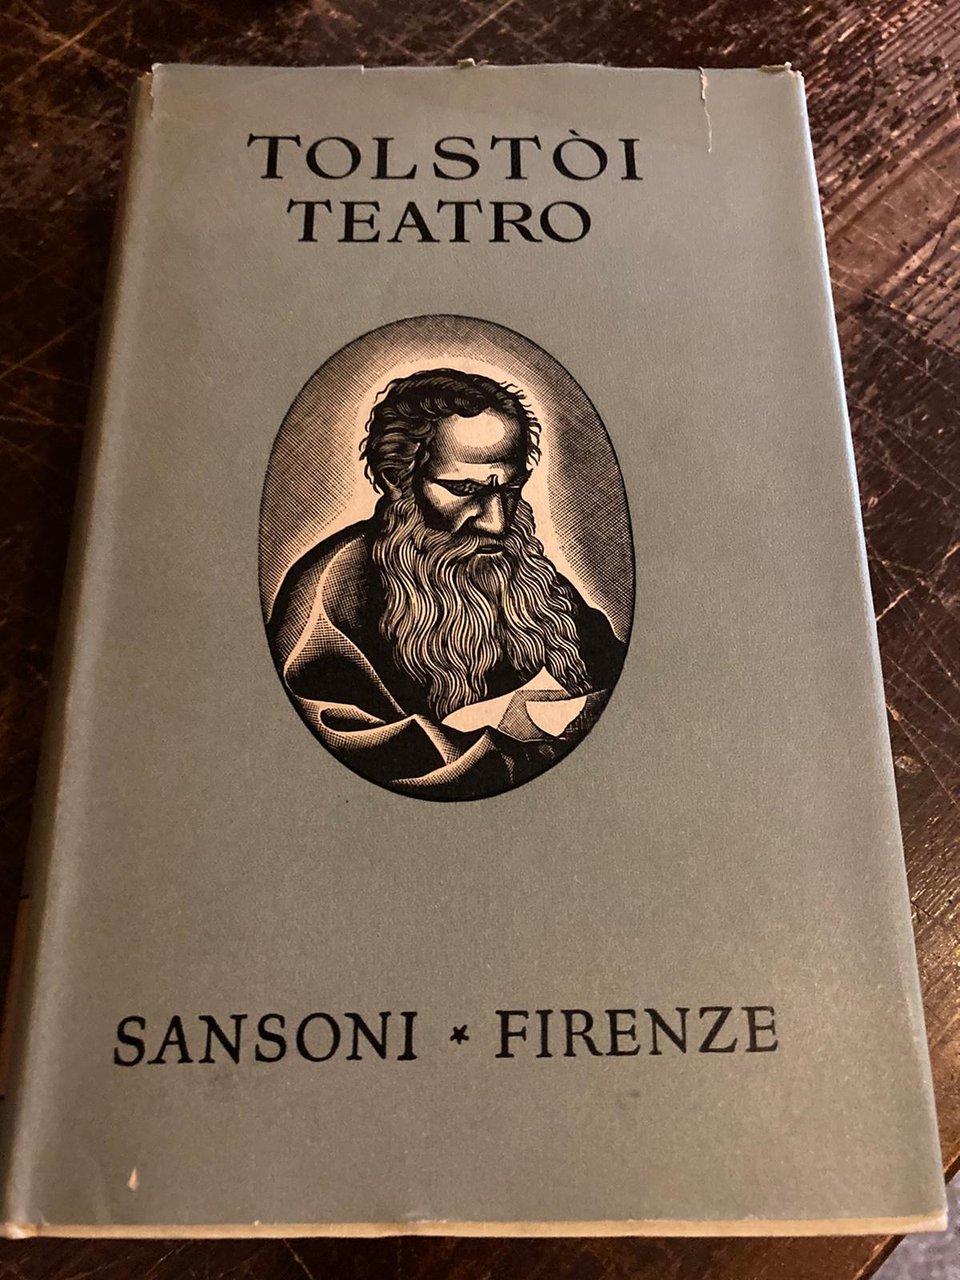 TOLSTÒI
TEATRO
SANSONI * FIRENZE